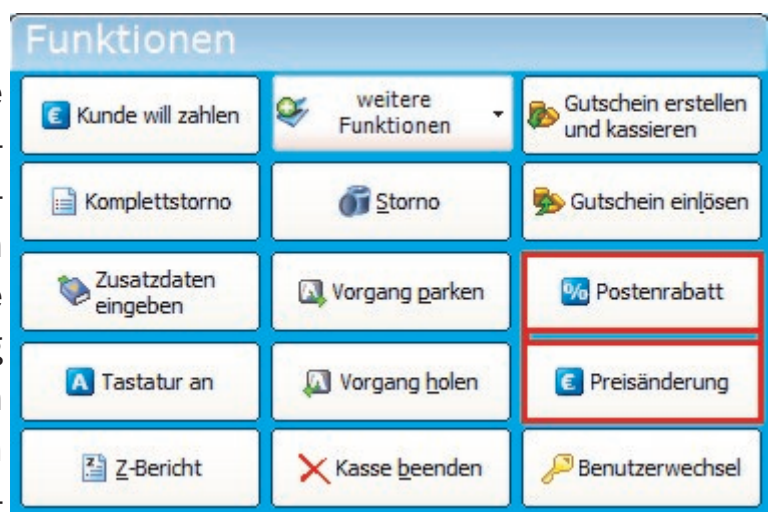 Funktionen
Kunde will zahlen
weitere
Funktionen
Gutschein erstellen
und kassieren
Komplettstorno
Storno
Gutschein einlösen
Zusatzdaten
eingeben
Vorgang parken
Postenrabatt
Tastatur an
Vorgang holen
Preisänderung
Z-Bericht
Kasse beenden
Benutzerwechsel